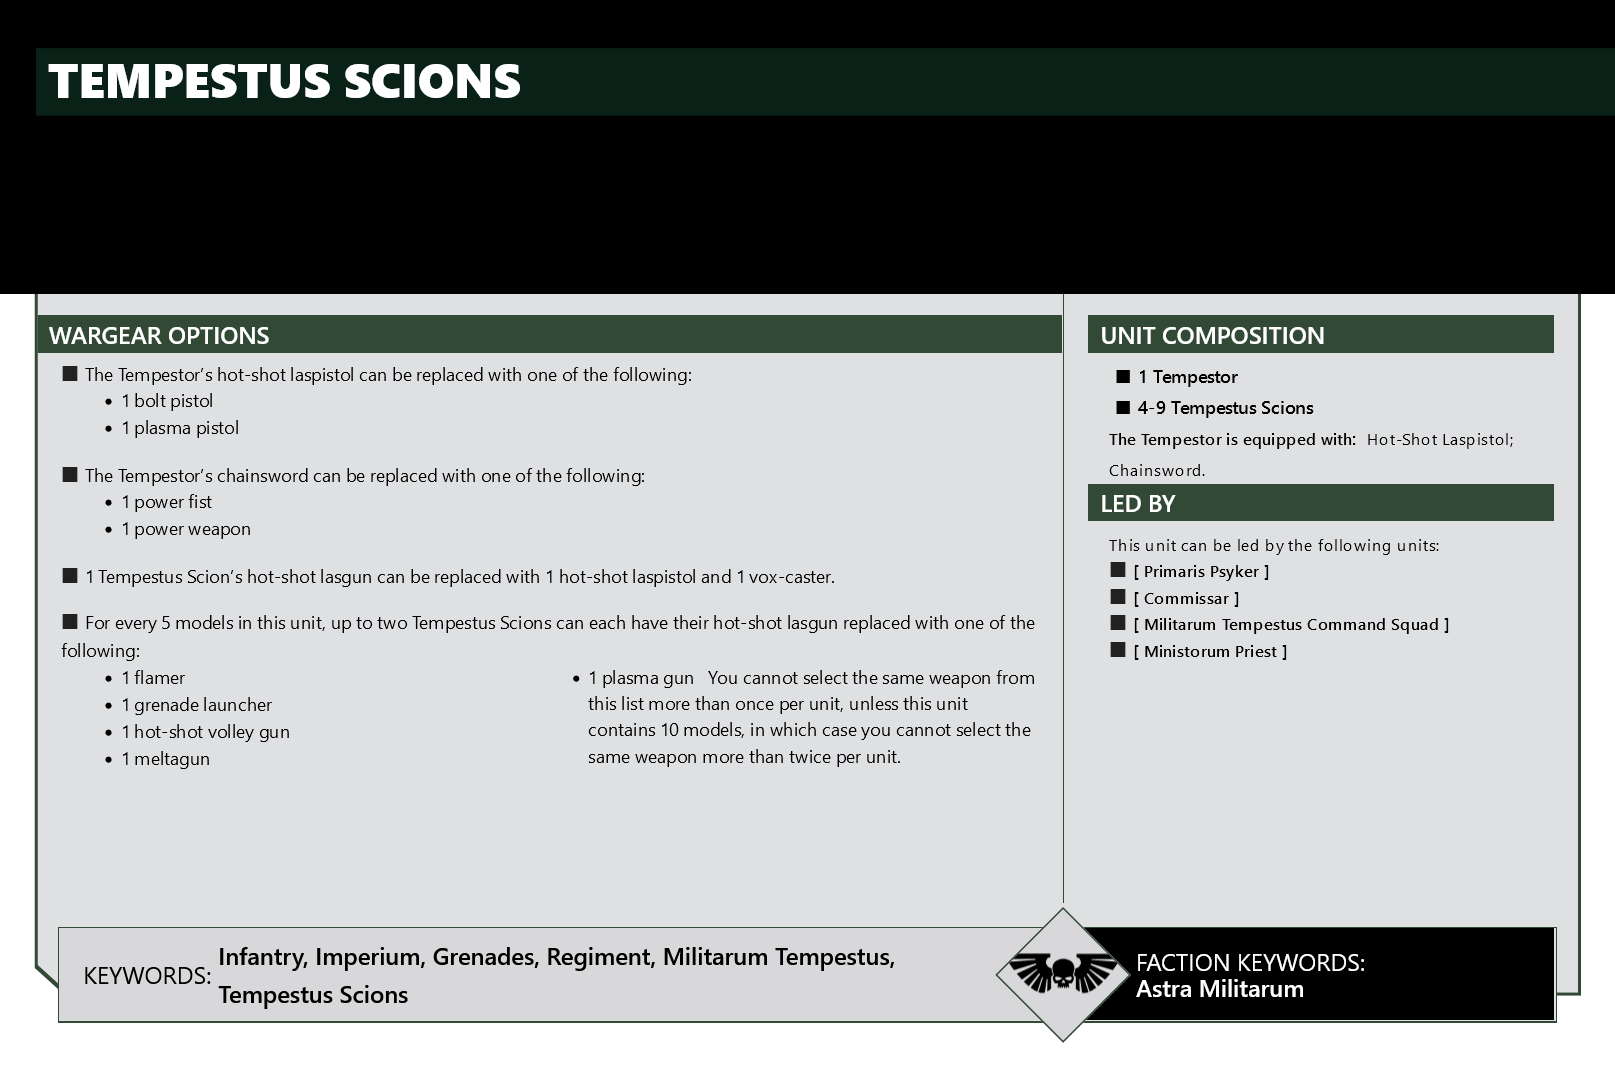 TEMPESTUS SCIONS
WARGEAR OPTIONS
■ The Tempestor’s hot-shot laspistol can be replaced with one of the following:
• 1 bolt pistol
• 1 plasma pistol
■ The Tempestor’s chainsword can be replaced with one of the following:
• 1 power fist
• 1 power weapon
■ 1 Tempestus Scion’s hot-shot lasgun can be replaced with 1 hot-shot laspistol and 1 vox-caster.
■ For every 5 models in this unit, up to two Tempestus Scions can each have their hot-shot lasgun replaced with one of the
following:
• 1 flamer
• 1 grenade launcher
• 1 hot-shot volley gun
• 1 meltagun
• 1 plasma gun You cannot select the same weapon from
this list more than once per unit, unless this unit
contains 10 models, in which case you cannot select the
same weapon more than twice per unit.
UNIT COMPOSITION
■ 1 Tempestor
■ 4-9 Tempestus Scions
The Tempestor is equipped with: Hot-Shot Laspistol;
Chainsword.
LED BY
This unit can be led by the following units:
■ [ Primaris Psyker ]
■ [ Commissar ]
■ [ Militarum Tempestus Command Squad ]
■ [ Ministorum Priest ]
KEYWORDS:
Infantry, Imperium, Grenades, Regiment, Militarum Tempestus,
Tempestus Scions
FACTION KEYWORDS:
Astra Militarum